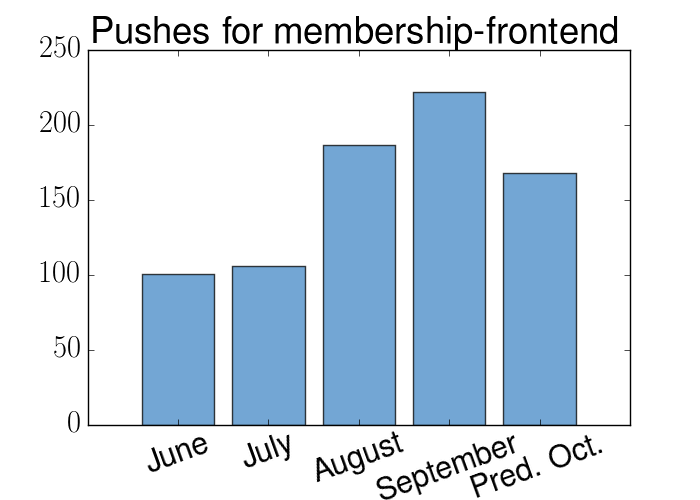 Pushes for membership-frontend
250
200
150
100
50
0
June
July
August
September
Pred. Oct.